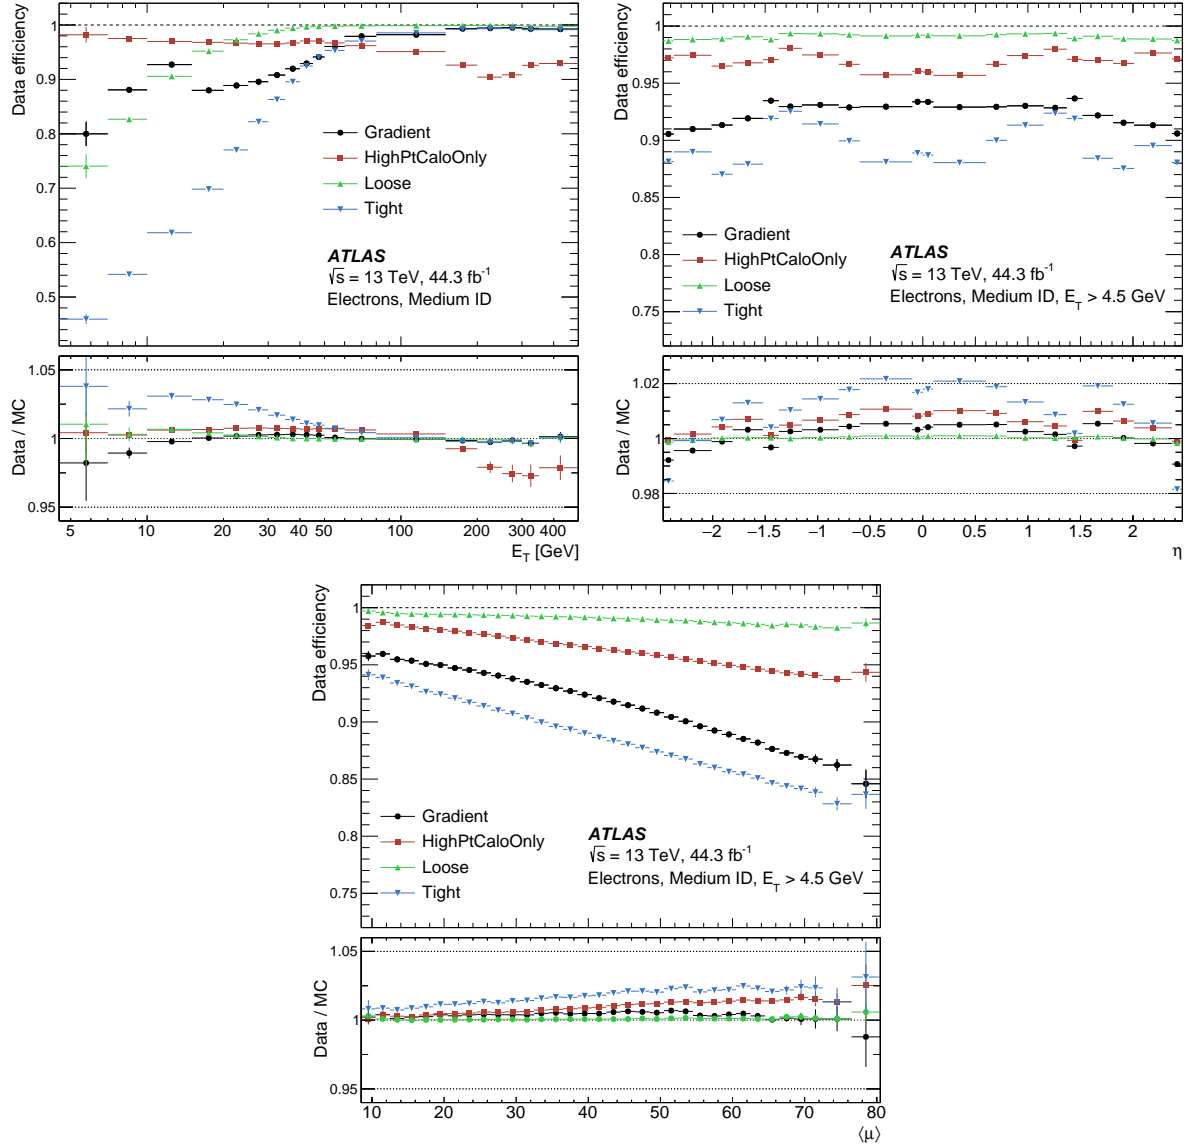 Data efficiency
1
0.9
0.8
0.7
0.6
0.5
Gradient
HighPtCaloOnly
Loose
Tight
ATLAS
√s = 13 TeV, 44.3 fb⁻¹
Electrons, Medium ID
Data / MC
1.05
1
0.95
5 10 20 30 40 50 100 200 300 400
E_T [GeV]
Data efficiency
1
0.95
0.9
0.85
0.8
0.75
Gradient
HighPtCaloOnly
Loose
Tight
ATLAS
√s = 13 TeV, 44.3 fb⁻¹
Electrons, Medium ID, E_T > 4.5 GeV
Data / MC
1.02
1
0.98
−2 −1.5 −1 −0.5 0 0.5 1 1.5 2
η
Data efficiency
1
0.95
0.9
0.85
0.8
0.75
Gradient
HighPtCaloOnly
Loose
Tight
ATLAS
√s = 13 TeV, 44.3 fb⁻¹
Electrons, Medium ID, E_T > 4.5 GeV
Data / MC
1.05
1
0.95
10 20 30 40 50 60 70 80
⟨μ⟩